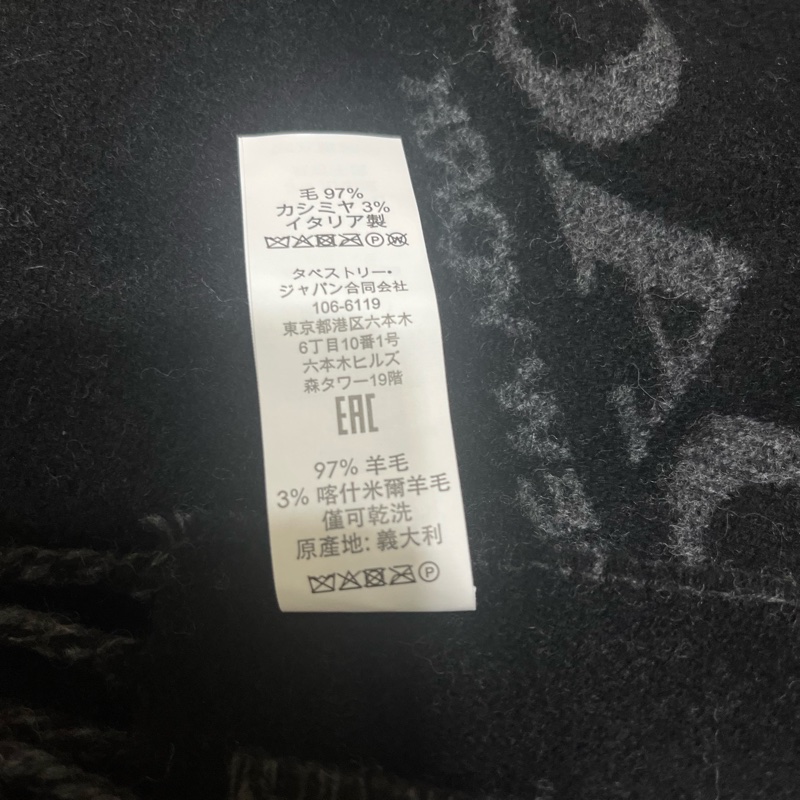 毛 97%
カシミヤ 3%
イタリア製
タペストリー・
ジャパン合同会社
106-6119
東京都港区六本木
6丁目10番1号
六本木ヒルズ
森タワー19階
EAC
97% 羊毛
3% 喀什米爾羊毛
僅可乾洗
原產地: 義大利